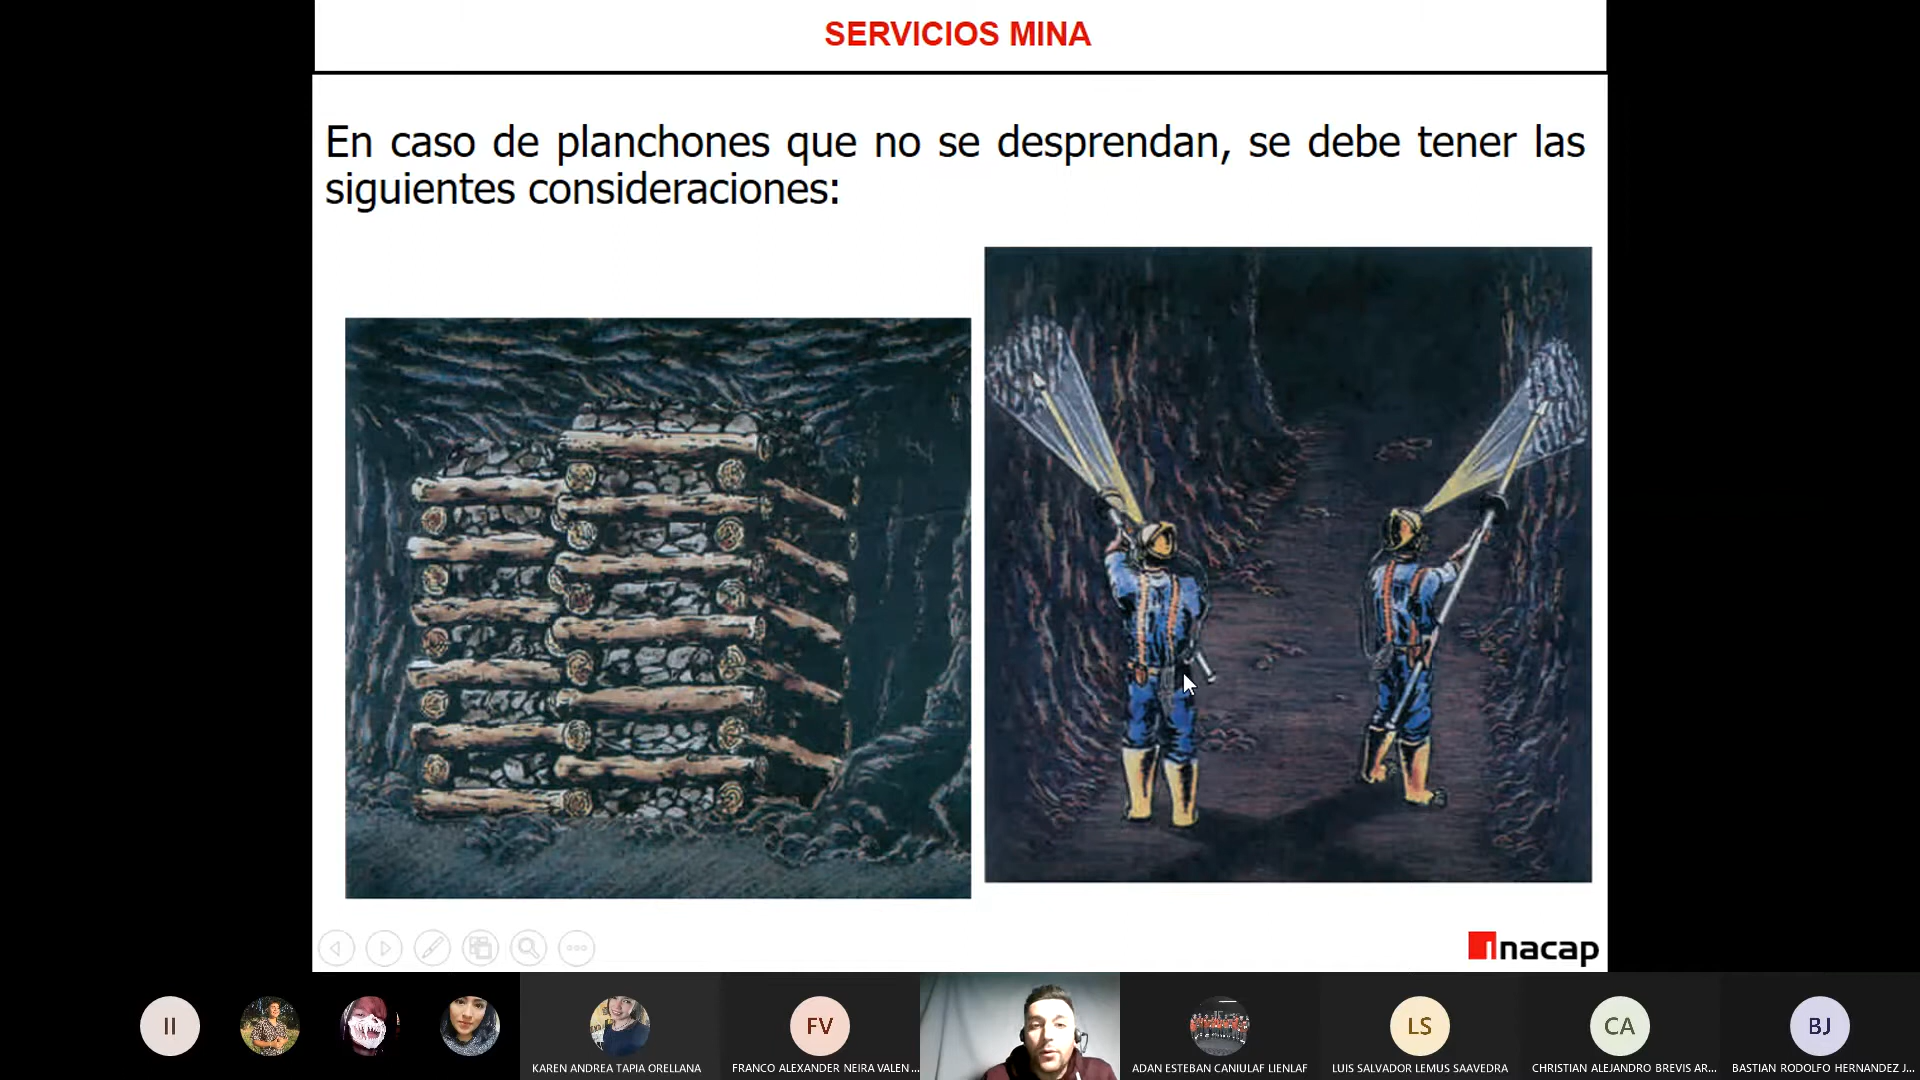 SERVICIOS MINA
En caso de planchones que no se desprendan, se debe tener las
siguientes consideraciones:
inacap
II
FV
LS
CA
BJ
KAREN ANDREA TAPIA ORELLANA
FRANCO ALEXANDER NEIRA VALEN...
ADAN ESTEBAN CANIULAF LIENLAF
LUIS SALVADOR LEMUS SAAVEDRA
CHRISTIAN ALEJANDRO BREVIS AR...
BASTIAN RODOLFO HERNANDEZ J...